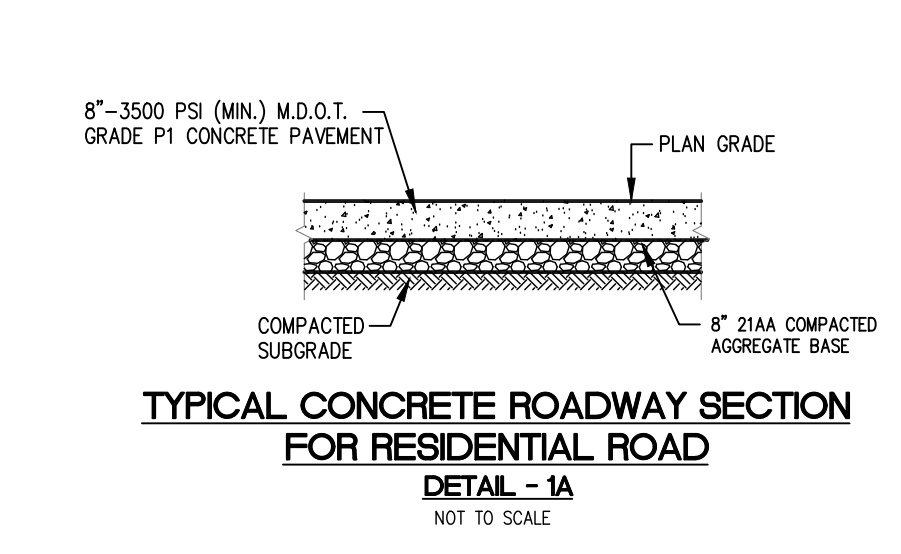 8"-3500 PSI (MIN.) M.D.O.T.
GRADE P1 CONCRETE PAVEMENT
PLAN GRADE
COMPACTED
SUBGRADE
8" 21AA COMPACTED
AGGREGATE BASE
TYPICAL CONCRETE ROADWAY SECTION
FOR RESIDENTIAL ROAD
DETAIL - 1A
NOT TO SCALE